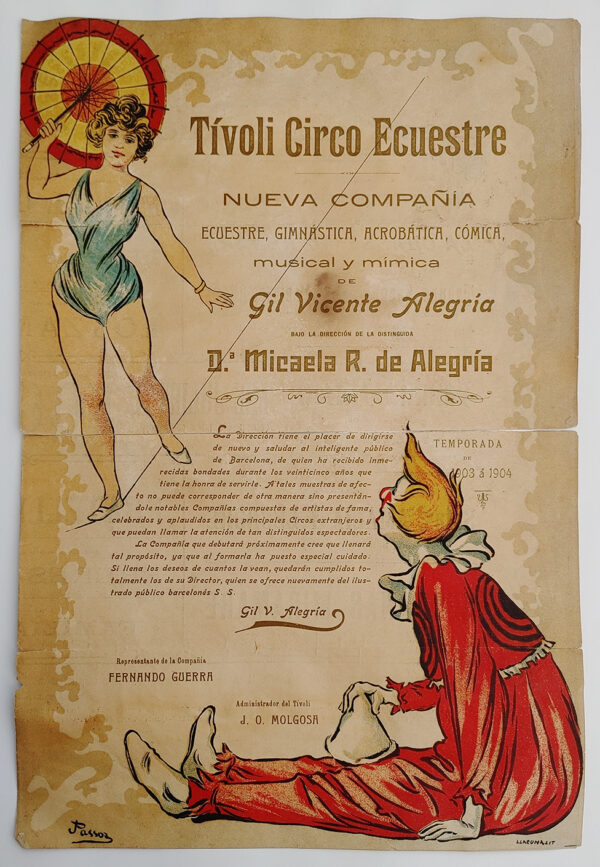 Tívoli Circo Ecuestre
NUEVA COMPAÑÍA
ECUESTRE, GIMNÁSTICA, ACROBÁTICA, CÓMICA,
musical y mímica
DE
Gil Vicente Alegría
BAJO LA DIRECCIÓN DE LA DISTINGUIDA
D.ª Micaela R. de Alegría
TEMPORADA
DE
1903 á 1904
La Dirección tiene el placer de dirigirse
de nuevo y saludar al inteligente público
de Barcelona, de quien ha recibido inme-
recidas bondades durante los veinticinco años que
tiene la honra de servirle. A tales muestras de afec-
to no puede corresponder de otra manera sino presentán-
dole notables Compañías compuestas de artistas de fama,
celebrados y aplaudidos en los principales Circos extranjeros y
que puedan llamar la atención de tan distinguidos espectadores.
La Compañía que debutará próximamente cree que llenará
tal propósito, ya que al formarla ha puesto especial cuidado.
Si llena los deseos de cuantos la vean, quedarán cumplidos to-
talmente los de su Director, quien se ofrece nuevamente del ilus-
trado público barcelonés S. S.
Gil V. Alegría
Representante de la Compañía
FERNANDO GUERRA
Administrador del Tívoli
J. O. MOLGOSA
Passos
LLAEUNA LIT